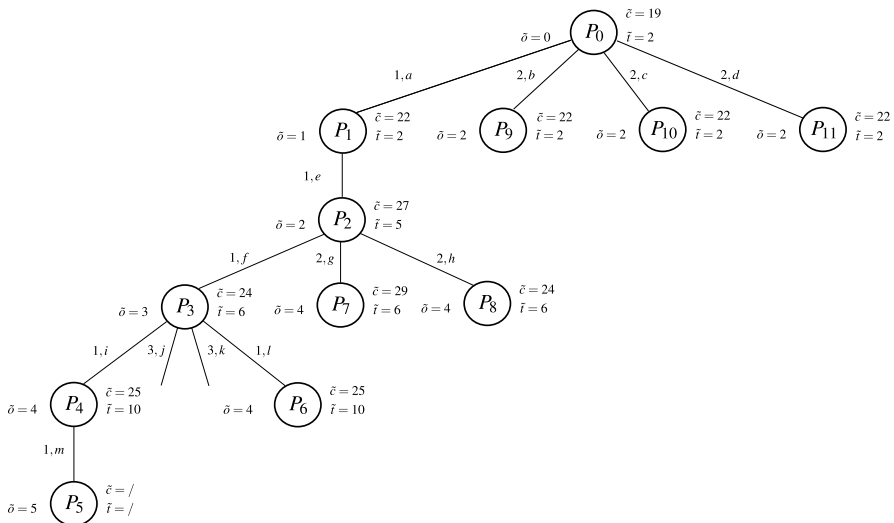 c̃ = 19
õ = 0 P0 t̃ = 2
1, a 2, b 2, c 2, d
c̃ = 22 c̃ = 22 c̃ = 22 c̃ = 22
õ = 1 P1 t̃ = 2 õ = 2 P9 t̃ = 2 õ = 2 P10 t̃ = 2 õ = 2 P11 t̃ = 2
1, e
c̃ = 27
õ = 2 P2 t̃ = 5
1, f 2, g 2, h
c̃ = 24 c̃ = 29 c̃ = 24
õ = 3 P3 t̃ = 6 õ = 4 P7 t̃ = 6 õ = 4 P8 t̃ = 6
1, i 3, j 3, k 1, l
c̃ = 25 c̃ = 25
õ = 4 P4 t̃ = 10 õ = 4 P6 t̃ = 10
1, m
c̃ = /
õ = 5 P5 t̃ = /